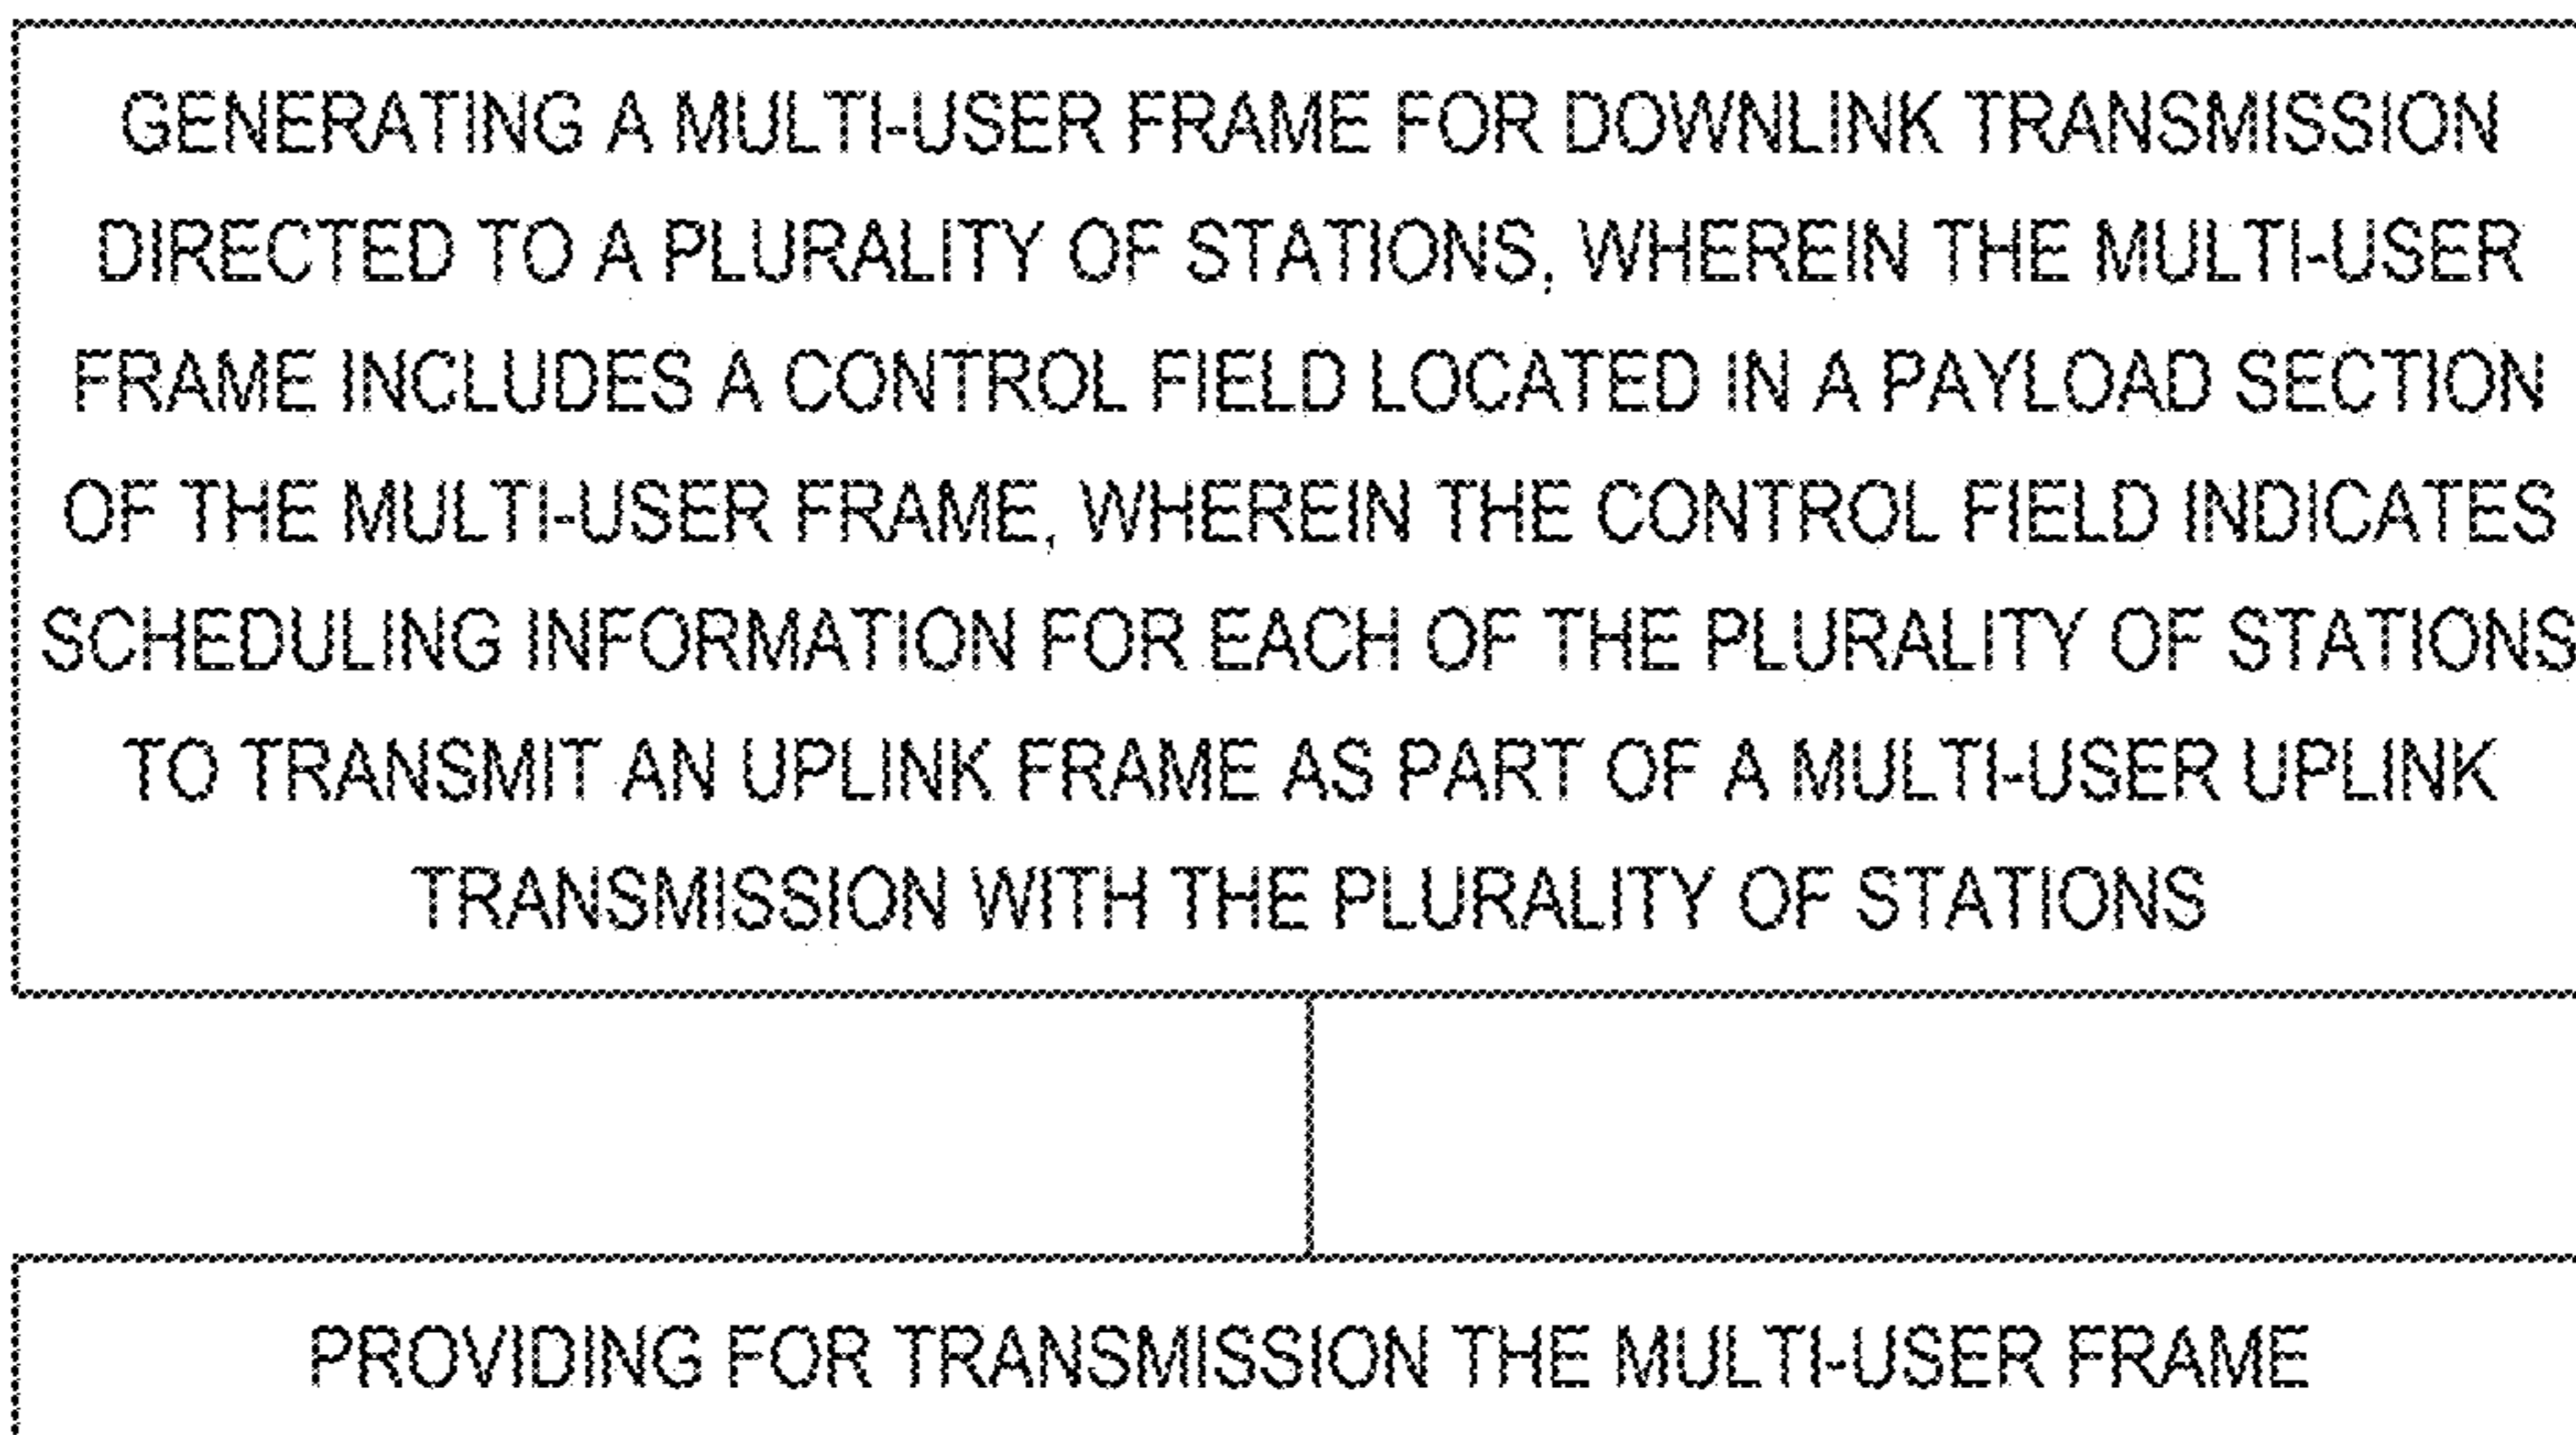 GENERATING A MULTI-USER FRAME FOR DOWNLINK TRANSMISSION
DIRECTED TO A PLURALITY OF STATIONS, WHEREIN THE MULTI-USER
FRAME INCLUDES A CONTROL FIELD LOCATED IN A PAYLOAD SECTION
OF THE MULTI-USER FRAME, WHEREIN THE CONTROL FIELD INDICATES
SCHEDULING INFORMATION FOR EACH OF THE PLURALITY OF STATIONS
TO TRANSMIT AN UPLINK FRAME AS PART OF A MULTI-USER UPLINK
TRANSMISSION WITH THE PLURALITY OF STATIONS
PROVIDING FOR TRANSMISSION THE MULTI-USER FRAME